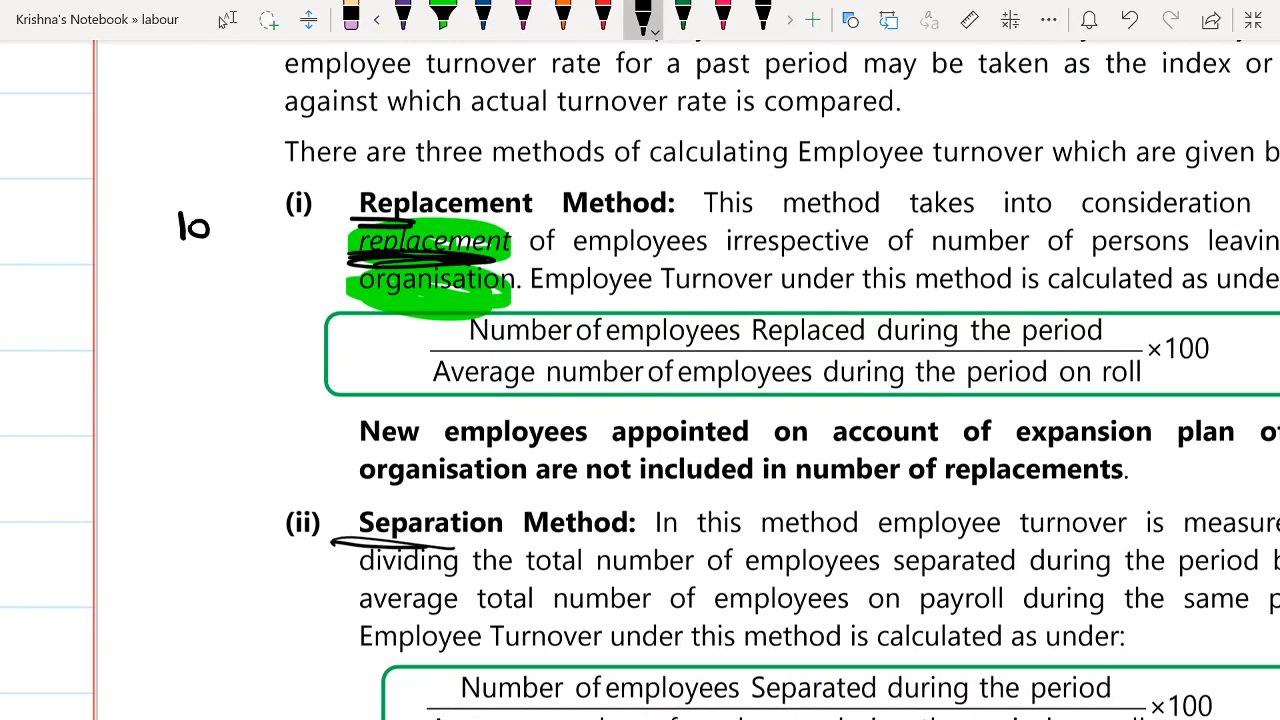 Krishna's Notebook » labour
employee turnover rate for a past period may be taken as the index or
against which actual turnover rate is compared.
There are three methods of calculating Employee turnover which are given b
(i) Replacement Method: This method takes into consideration
10
replacement of employees irrespective of number of persons leavin
organisation. Employee Turnover under this method is calculated as unde
Number of employees Replaced during the period
×100
Average number of employees during the period on roll
New employees appointed on account of expansion plan of
organisation are not included in number of replacements.
(ii) Separation Method: In this method employee turnover is measure
dividing the total number of employees separated during the period b
average total number of employees on payroll during the same p
Employee Turnover under this method is calculated as under:
Number of employees Separated during the period
×100